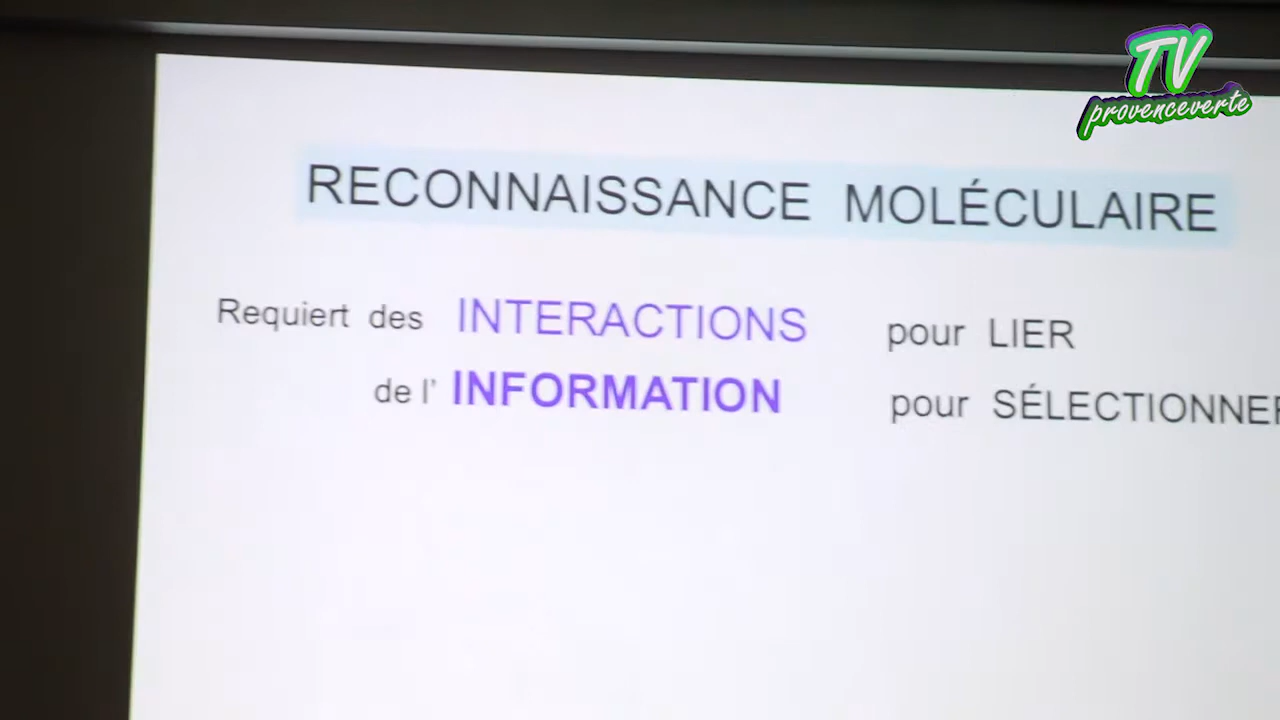 TV
provenceverte
RECONNAISSANCE MOLÉCULAIRE
Requiert des INTERACTIONS pour LIER
de l' INFORMATION pour SÉLECTIONNER